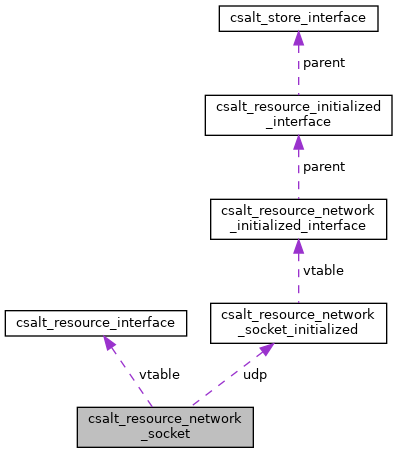 csalt_store_interface
parent
csalt_resource_initialized
_interface
parent
csalt_resource_network
_initialized_interface
vtable
csalt_resource_interface
csalt_resource_network
_socket_initialized
vtable
udp
csalt_resource_network
_socket